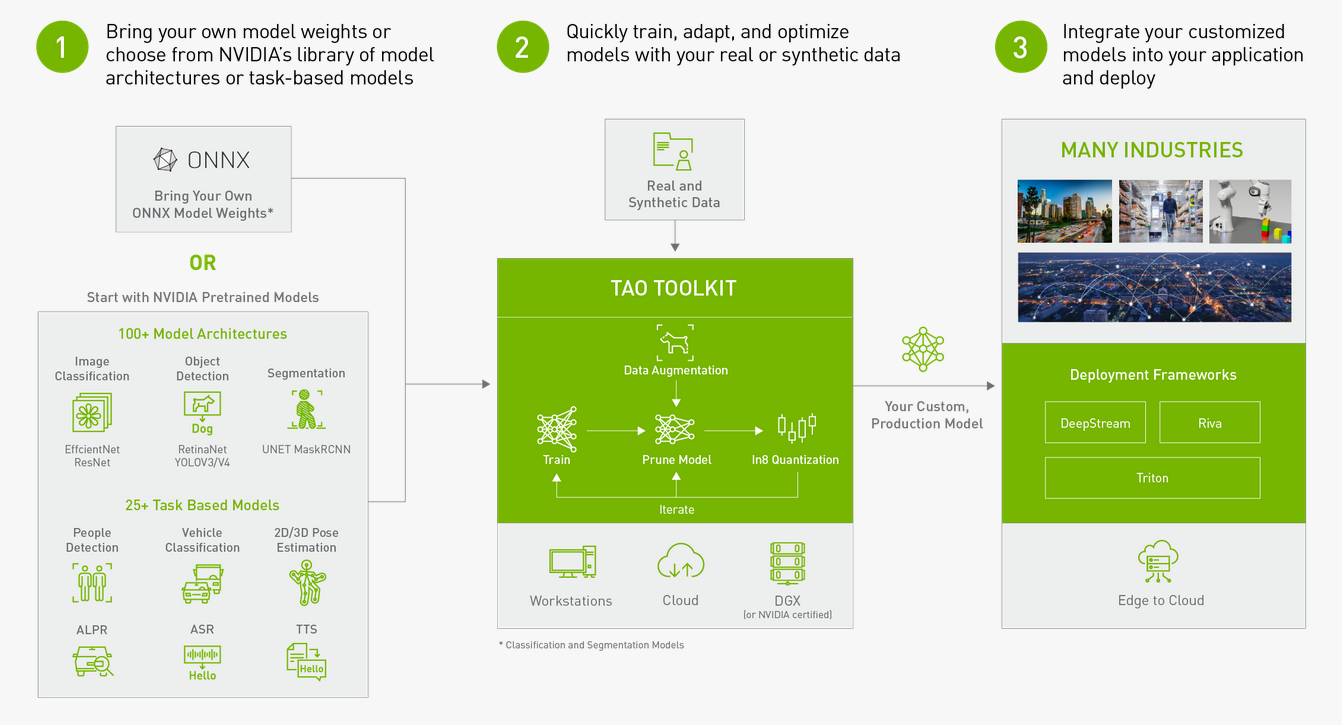 1
Bring your own model weights or
choose from NVIDIA's library of model
architectures or task-based models
ONNX
Bring Your Own
ONNX Model Weights*
OR
Start with NVIDIA Pretrained Models
100+ Model Architectures
Image
Classification
EffcientNet
ResNet
Object
Detection
Dog
RetinaNet
YOLOV3/V4
Segmentation
UNET MaskRCNN
25+ Task Based Models
People
Detection
Vehicle
Classification
2D/3D Pose
Estimation
ALPR
ASR
Hello
TTS
Hello
2
Quickly train, adapt, and optimize
models with your real or synthetic data
Real and
Synthetic Data
TAO TOOLKIT
Data Augmentation
Train
Prune Model
In8 Quantization
Iterate
Workstations
Cloud
DGX
(or NVIDIA certified)
* Classification and Segmentation Models
Your Custom,
Production Model
3
Integrate your customized
models into your application
and deploy
MANY INDUSTRIES
Deployment Frameworks
DeepStream
Riva
Triton
Edge to Cloud